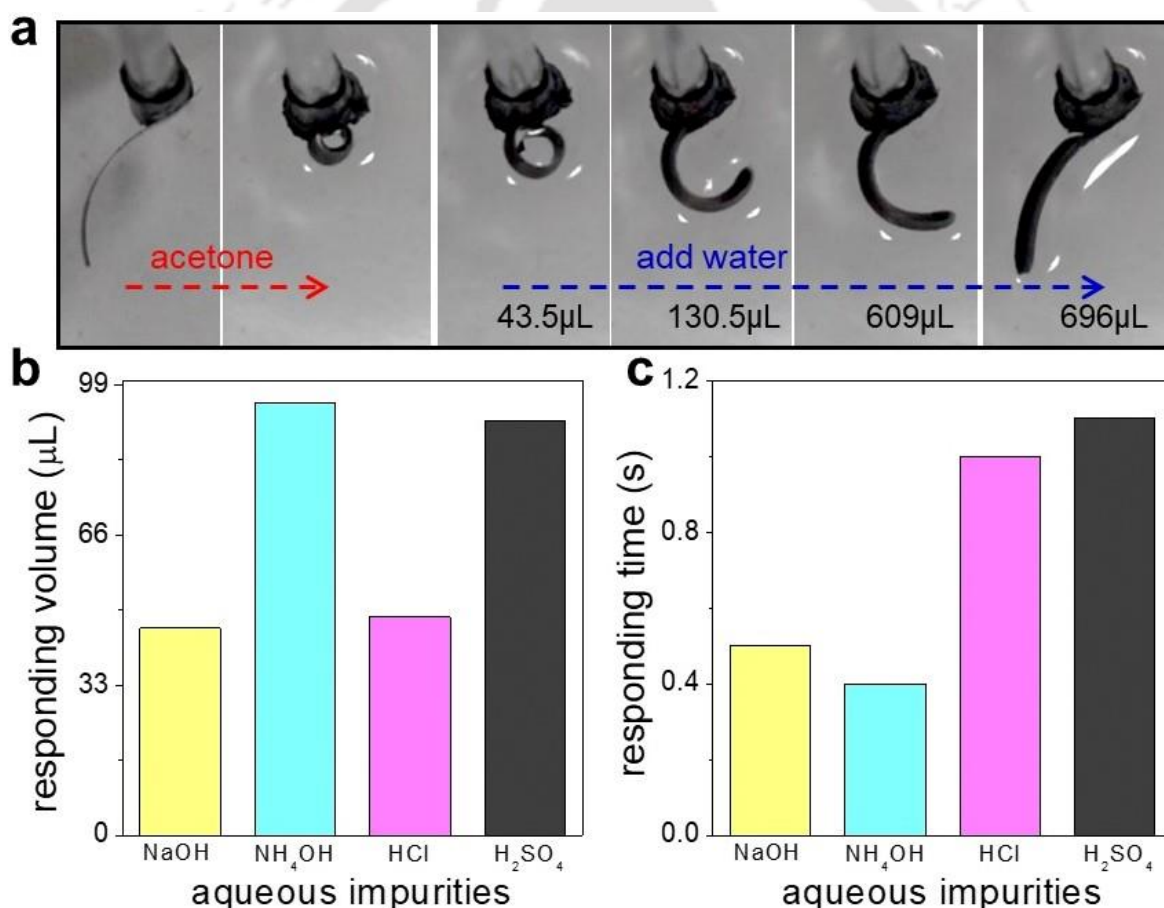 a
acetone
add water
43.5µL 130.5µL 609µL 696µL
b
99
66
33
0
responding volume (µL)
NaOH NH₄OH HCl H₂SO₄
aqueous impurities
c
1.2
0.8
0.4
0.0
responding time (s)
NaOH NH₄OH HCl H₂SO₄
aqueous impurities